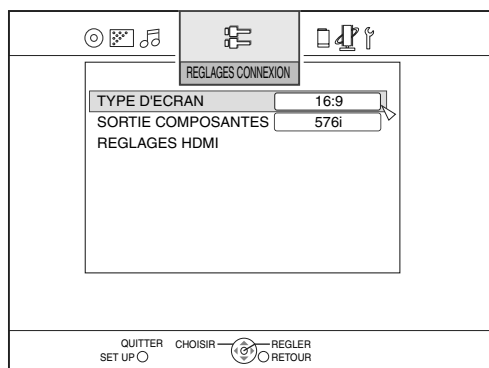 REGLAGES CONNEXION
TYPE D'ECRAN 16:9
SORTIE COMPOSANTES 576i
REGLAGES HDMI
QUITTER CHOISIR REGLER
SET UP RETOUR